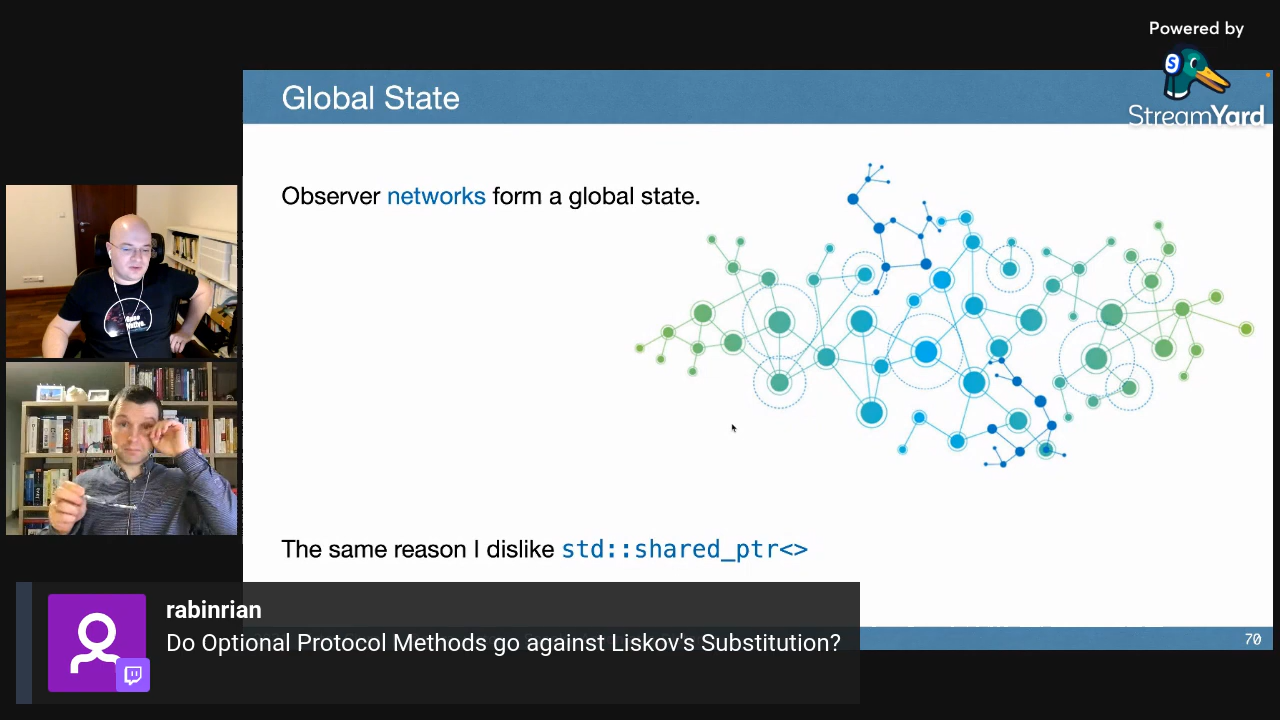 Powered by
StreamYard
Global State
Observer networks form a global state.
The same reason I dislike std::shared_ptr<>
rabinrian
Do Optional Protocol Methods go against Liskov's Substitution?
70